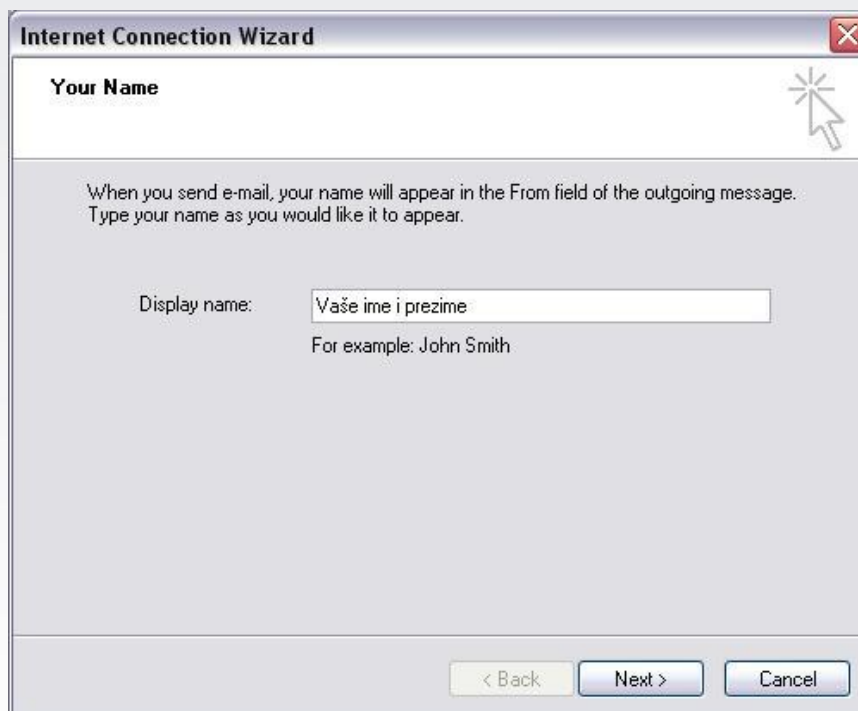 Internet Connection Wizard
Your Name
When you send e-mail, your name will appear in the From field of the outgoing message.
Type your name as you would like it to appear.
Display name: Vaše ime i prezime
For example: John Smith
< Back Next > Cancel